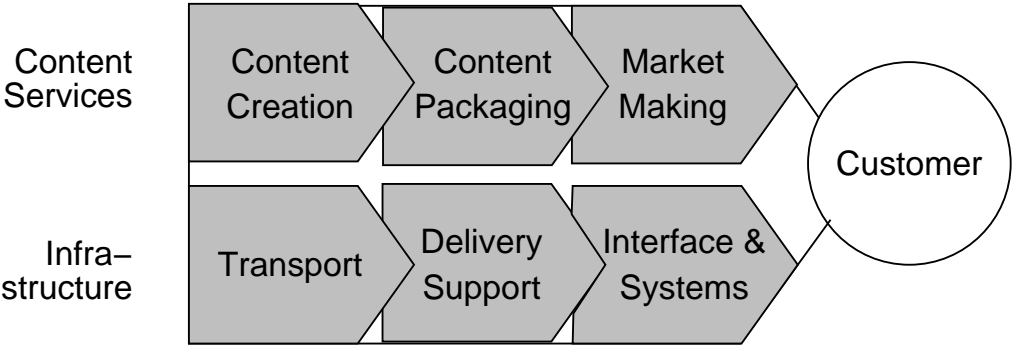 Content
Services
Content
Creation
Content
Packaging
Market
Making
Customer
Infra–
structure
Transport
Delivery
Support
Interface &
Systems